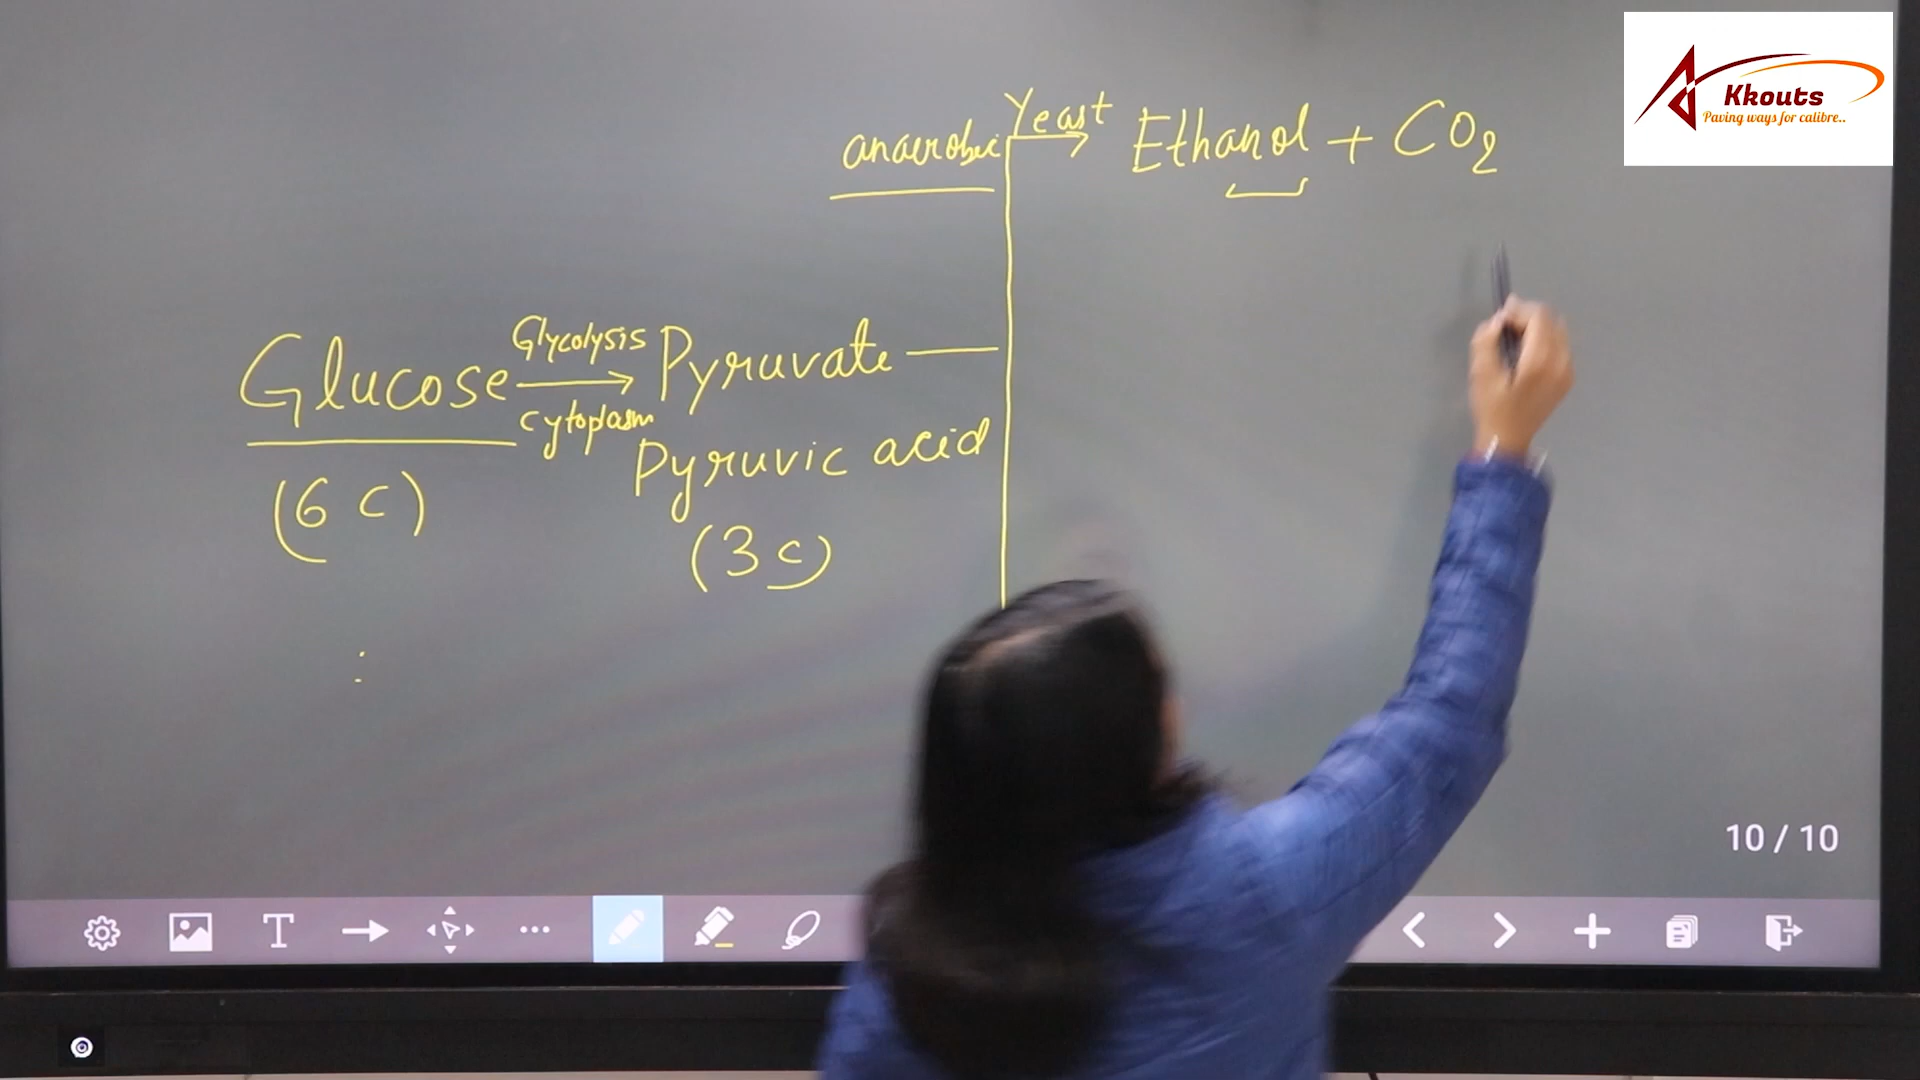 Kkouts
Paving ways for calibre..
anaerobic Yeast Ethanol + CO2
Glucose Glycolysis Pyruvate
cytoplasm
Pyruvic acid
(6 C)
(3 C)
10 / 10
T